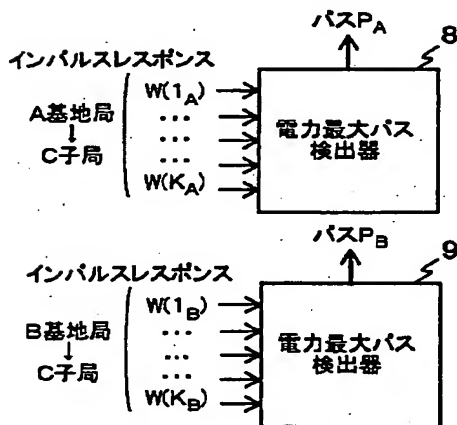 パスPA
8
インパルスレスポンス
A基地局
↓
C子局
W(1A)
...
...
W(KA)
電力最大パス
検出器
パスPB
9
インパルスレスポンス
B基地局
↓
C子局
W(1B)
...
...
W(KB)
電力最大パス
検出器